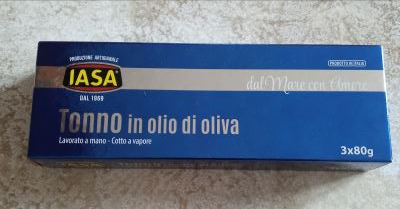 PRODUZIONE ARTIGIANALE
IASA
DAL 1969
PRODOTTO IN ITALIA
dal Mare con Amore
Tonno in olio di oliva
Lavorato a mano - Cotto a vapore
3x80g